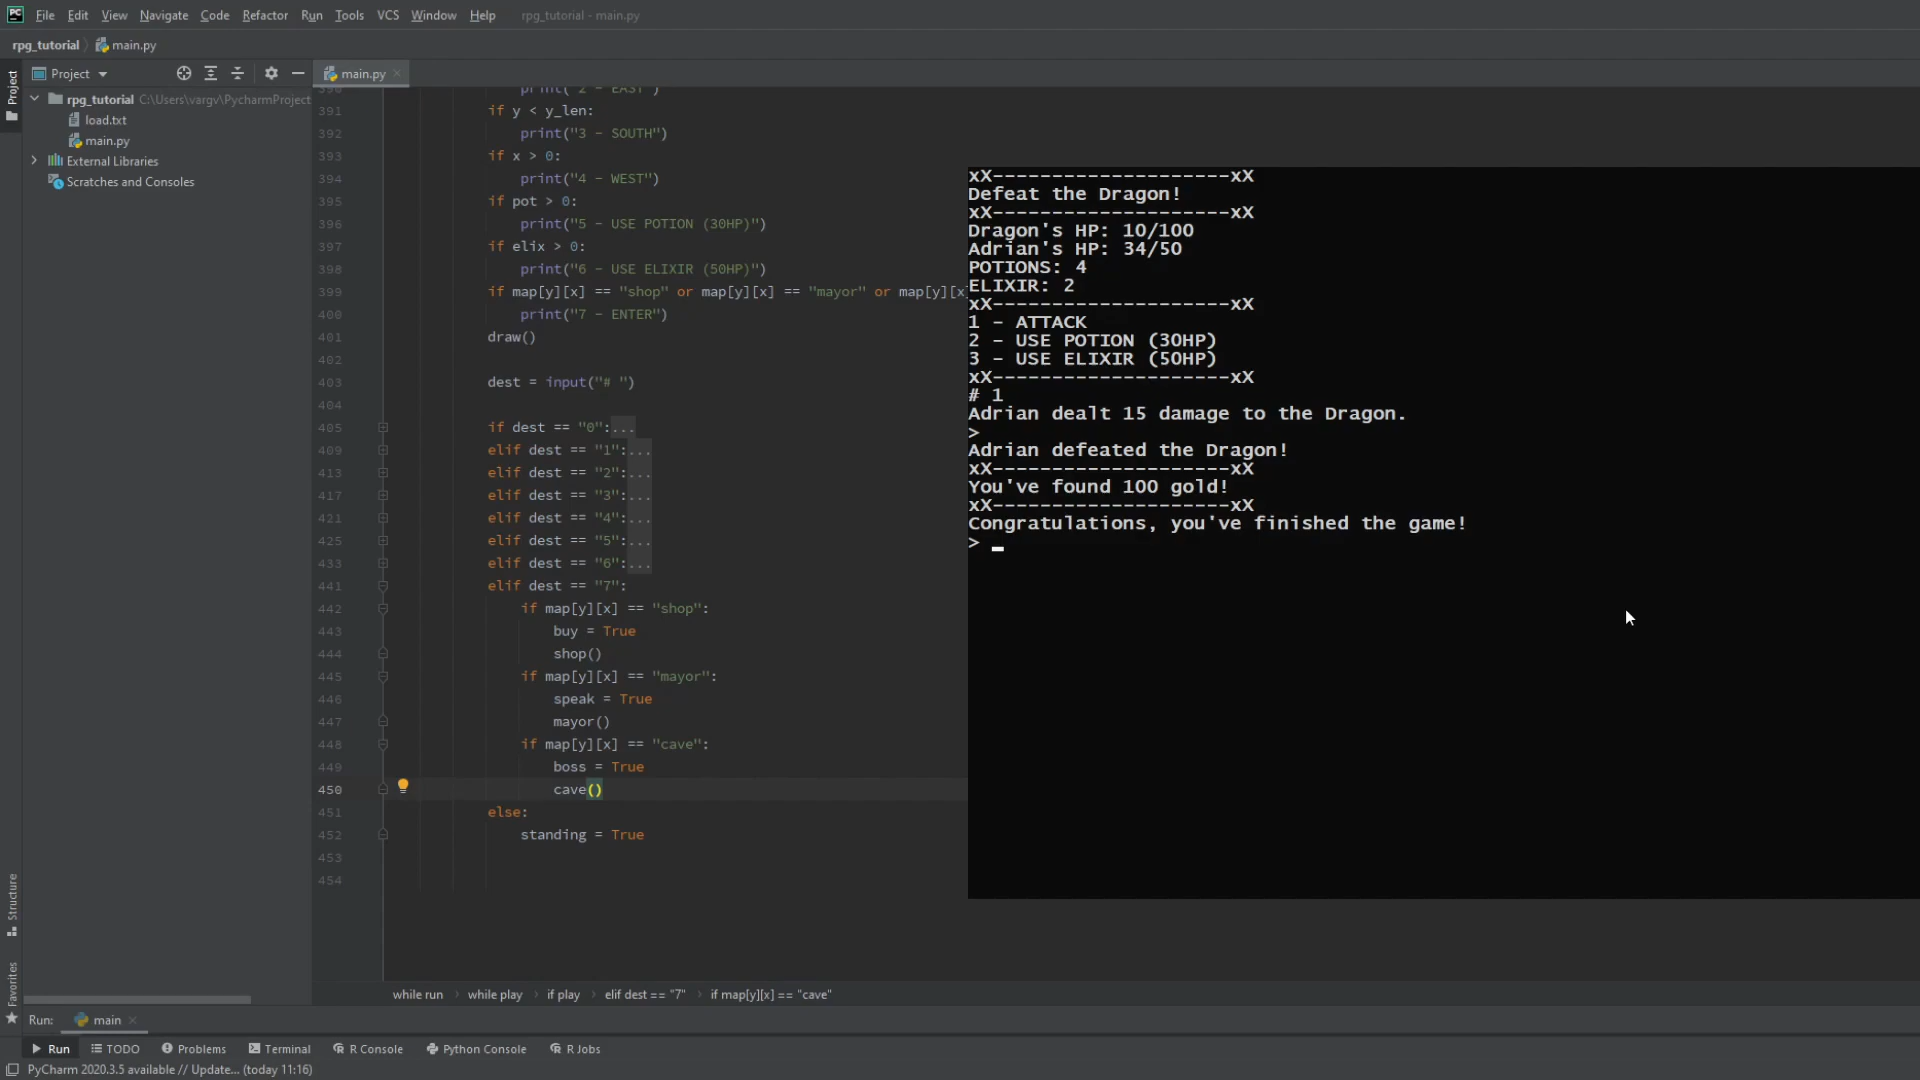 PC File Edit View Navigate Code Refactor Run Tools VCS Window Help rpg_tutorial - main.py
rpg_tutorial main.py
Project
main.py
Project
rpg_tutorial C:\Users\vargv\PycharmProject
load.txt
main.py
External Libraries
Scratches and Consoles
Structure
Favorites
390 print("2 - EAST")
391 if y < y_len:
392 print("3 - SOUTH")
393 if x > 0:
394 print("4 - WEST")
395 if pot > 0:
396 print("5 - USE POTION (30HP)")
397 if elix > 0:
398 print("6 - USE ELIXIR (50HP)")
399 if map[y][x] == "shop" or map[y][x] == "mayor" or map[y][x]
400 print("7 - ENTER")
401 draw()
402
403 dest = input("# ")
404
405 if dest == "0":...
409 elif dest == "1":...
413 elif dest == "2":...
417 elif dest == "3":...
421 elif dest == "4":...
425 elif dest == "5":...
433 elif dest == "6":...
441 elif dest == "7":
442 if map[y][x] == "shop":
443 buy = True
444 shop()
445 if map[y][x] == "mayor":
446 speak = True
447 mayor()
448 if map[y][x] == "cave":
449 boss = True
450 cave()
451 else:
452 standing = True
453
454
xX--------------------xX
Defeat the Dragon!
xX--------------------xX
Dragon's HP: 10/100
Adrian's HP: 34/50
POTIONS: 4
ELIXIR: 2
xX--------------------xX
1 - ATTACK
2 - USE POTION (30HP)
3 - USE ELIXIR (50HP)
xX--------------------xX
# 1
Adrian dealt 15 damage to the Dragon.
>
Adrian defeated the Dragon!
xX--------------------xX
You've found 100 gold!
xX--------------------xX
Congratulations, you've finished the game!
>
while run > while play > if play > elif dest == "7" > if map[y][x] == "cave"
Run: main
Run TODO Problems Terminal R Console Python Console R Jobs
PyCharm 2020.3.5 available // Update... (today 11:16)